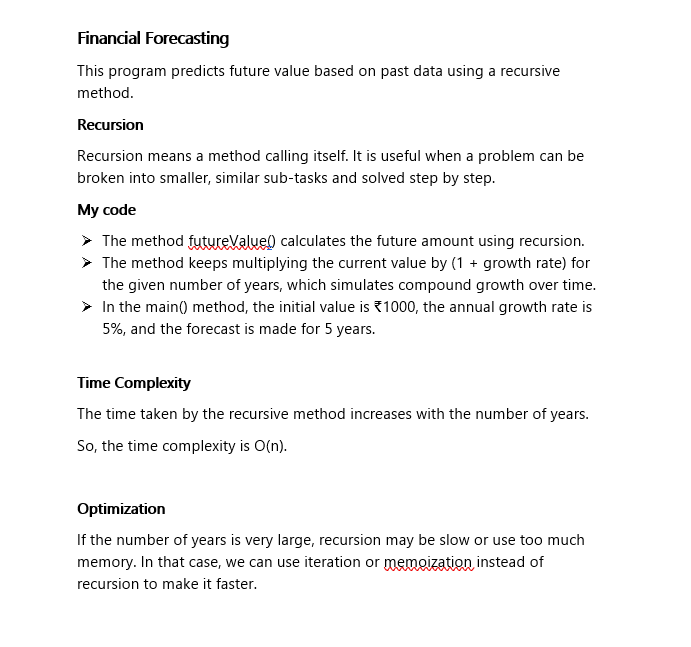 Financial Forecasting
This program predicts future value based on past data using a recursive
method.
Recursion
Recursion means a method calling itself. It is useful when a problem can be
broken into smaller, similar sub-tasks and solved step by step.
My code
➢ The method futureValue() calculates the future amount using recursion.
➢ The method keeps multiplying the current value by (1 + growth rate) for
the given number of years, which simulates compound growth over time.
➢ In the main() method, the initial value is ₹1000, the annual growth rate is
5%, and the forecast is made for 5 years.
Time Complexity
The time taken by the recursive method increases with the number of years.
So, the time complexity is O(n).
Optimization
If the number of years is very large, recursion may be slow or use too much
memory. In that case, we can use iteration or memoization instead of
recursion to make it faster.